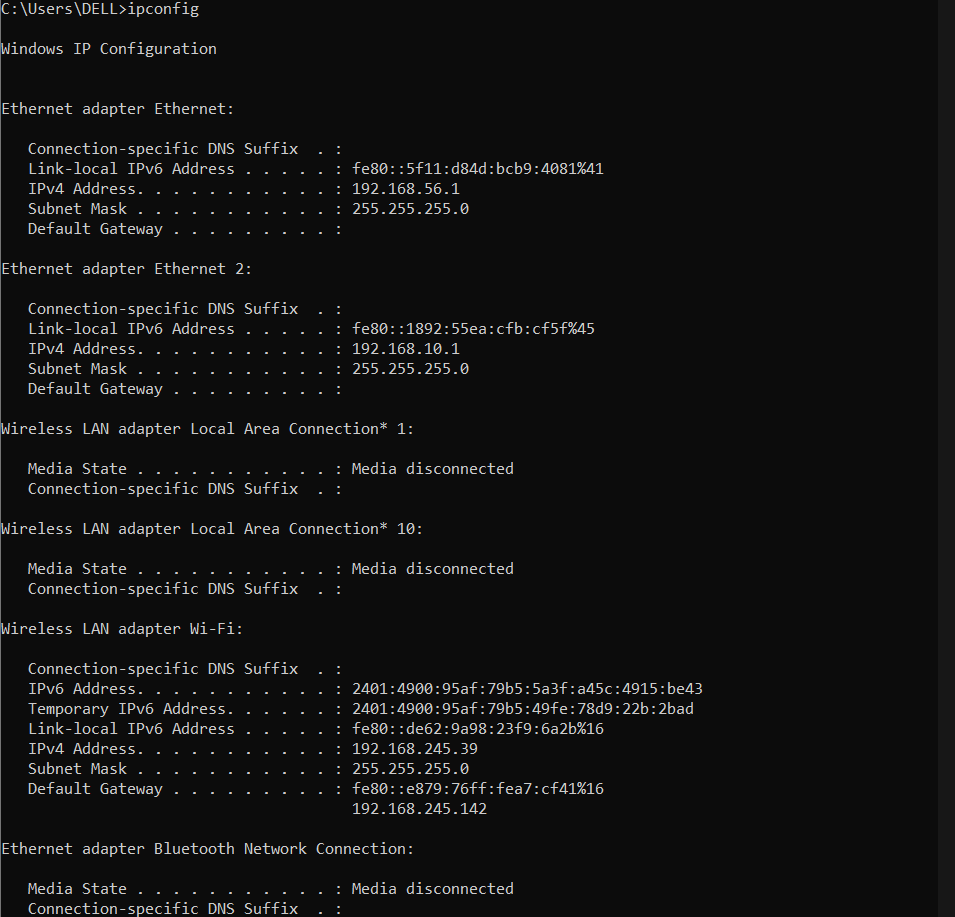 C:\Users\DELL>ipconfig
Windows IP Configuration
Ethernet adapter Ethernet:
Connection-specific DNS Suffix  . :
Link-local IPv6 Address . . . . . : fe80::5f11:d84d:bcb9:4081%41
IPv4 Address. . . . . . . . . . . : 192.168.56.1
Subnet Mask . . . . . . . . . . . : 255.255.255.0
Default Gateway . . . . . . . . . :
Ethernet adapter Ethernet 2:
Connection-specific DNS Suffix  . :
Link-local IPv6 Address . . . . . : fe80::1892:55ea:cfb:cf5f%45
IPv4 Address. . . . . . . . . . . : 192.168.10.1
Subnet Mask . . . . . . . . . . . : 255.255.255.0
Default Gateway . . . . . . . . . :
Wireless LAN adapter Local Area Connection* 1:
Media State . . . . . . . . . . . : Media disconnected
Connection-specific DNS Suffix  . :
Wireless LAN adapter Local Area Connection* 10:
Media State . . . . . . . . . . . : Media disconnected
Connection-specific DNS Suffix  . :
Wireless LAN adapter Wi-Fi:
Connection-specific DNS Suffix  . :
IPv6 Address. . . . . . . . . . . : 2401:4900:95af:79b5:5a3f:a45c:4915:be43
Temporary IPv6 Address. . . . . . : 2401:4900:95af:79b5:49fe:78d9:22b:2bad
Link-local IPv6 Address . . . . . : fe80::de62:9a98:23f9:6a2b%16
IPv4 Address. . . . . . . . . . . : 192.168.245.39
Subnet Mask . . . . . . . . . . . : 255.255.255.0
Default Gateway . . . . . . . . . : fe80::e879:76ff:fea7:cf41%16
192.168.245.142
Ethernet adapter Bluetooth Network Connection:
Media State . . . . . . . . . . . : Media disconnected
Connection-specific DNS Suffix  . :